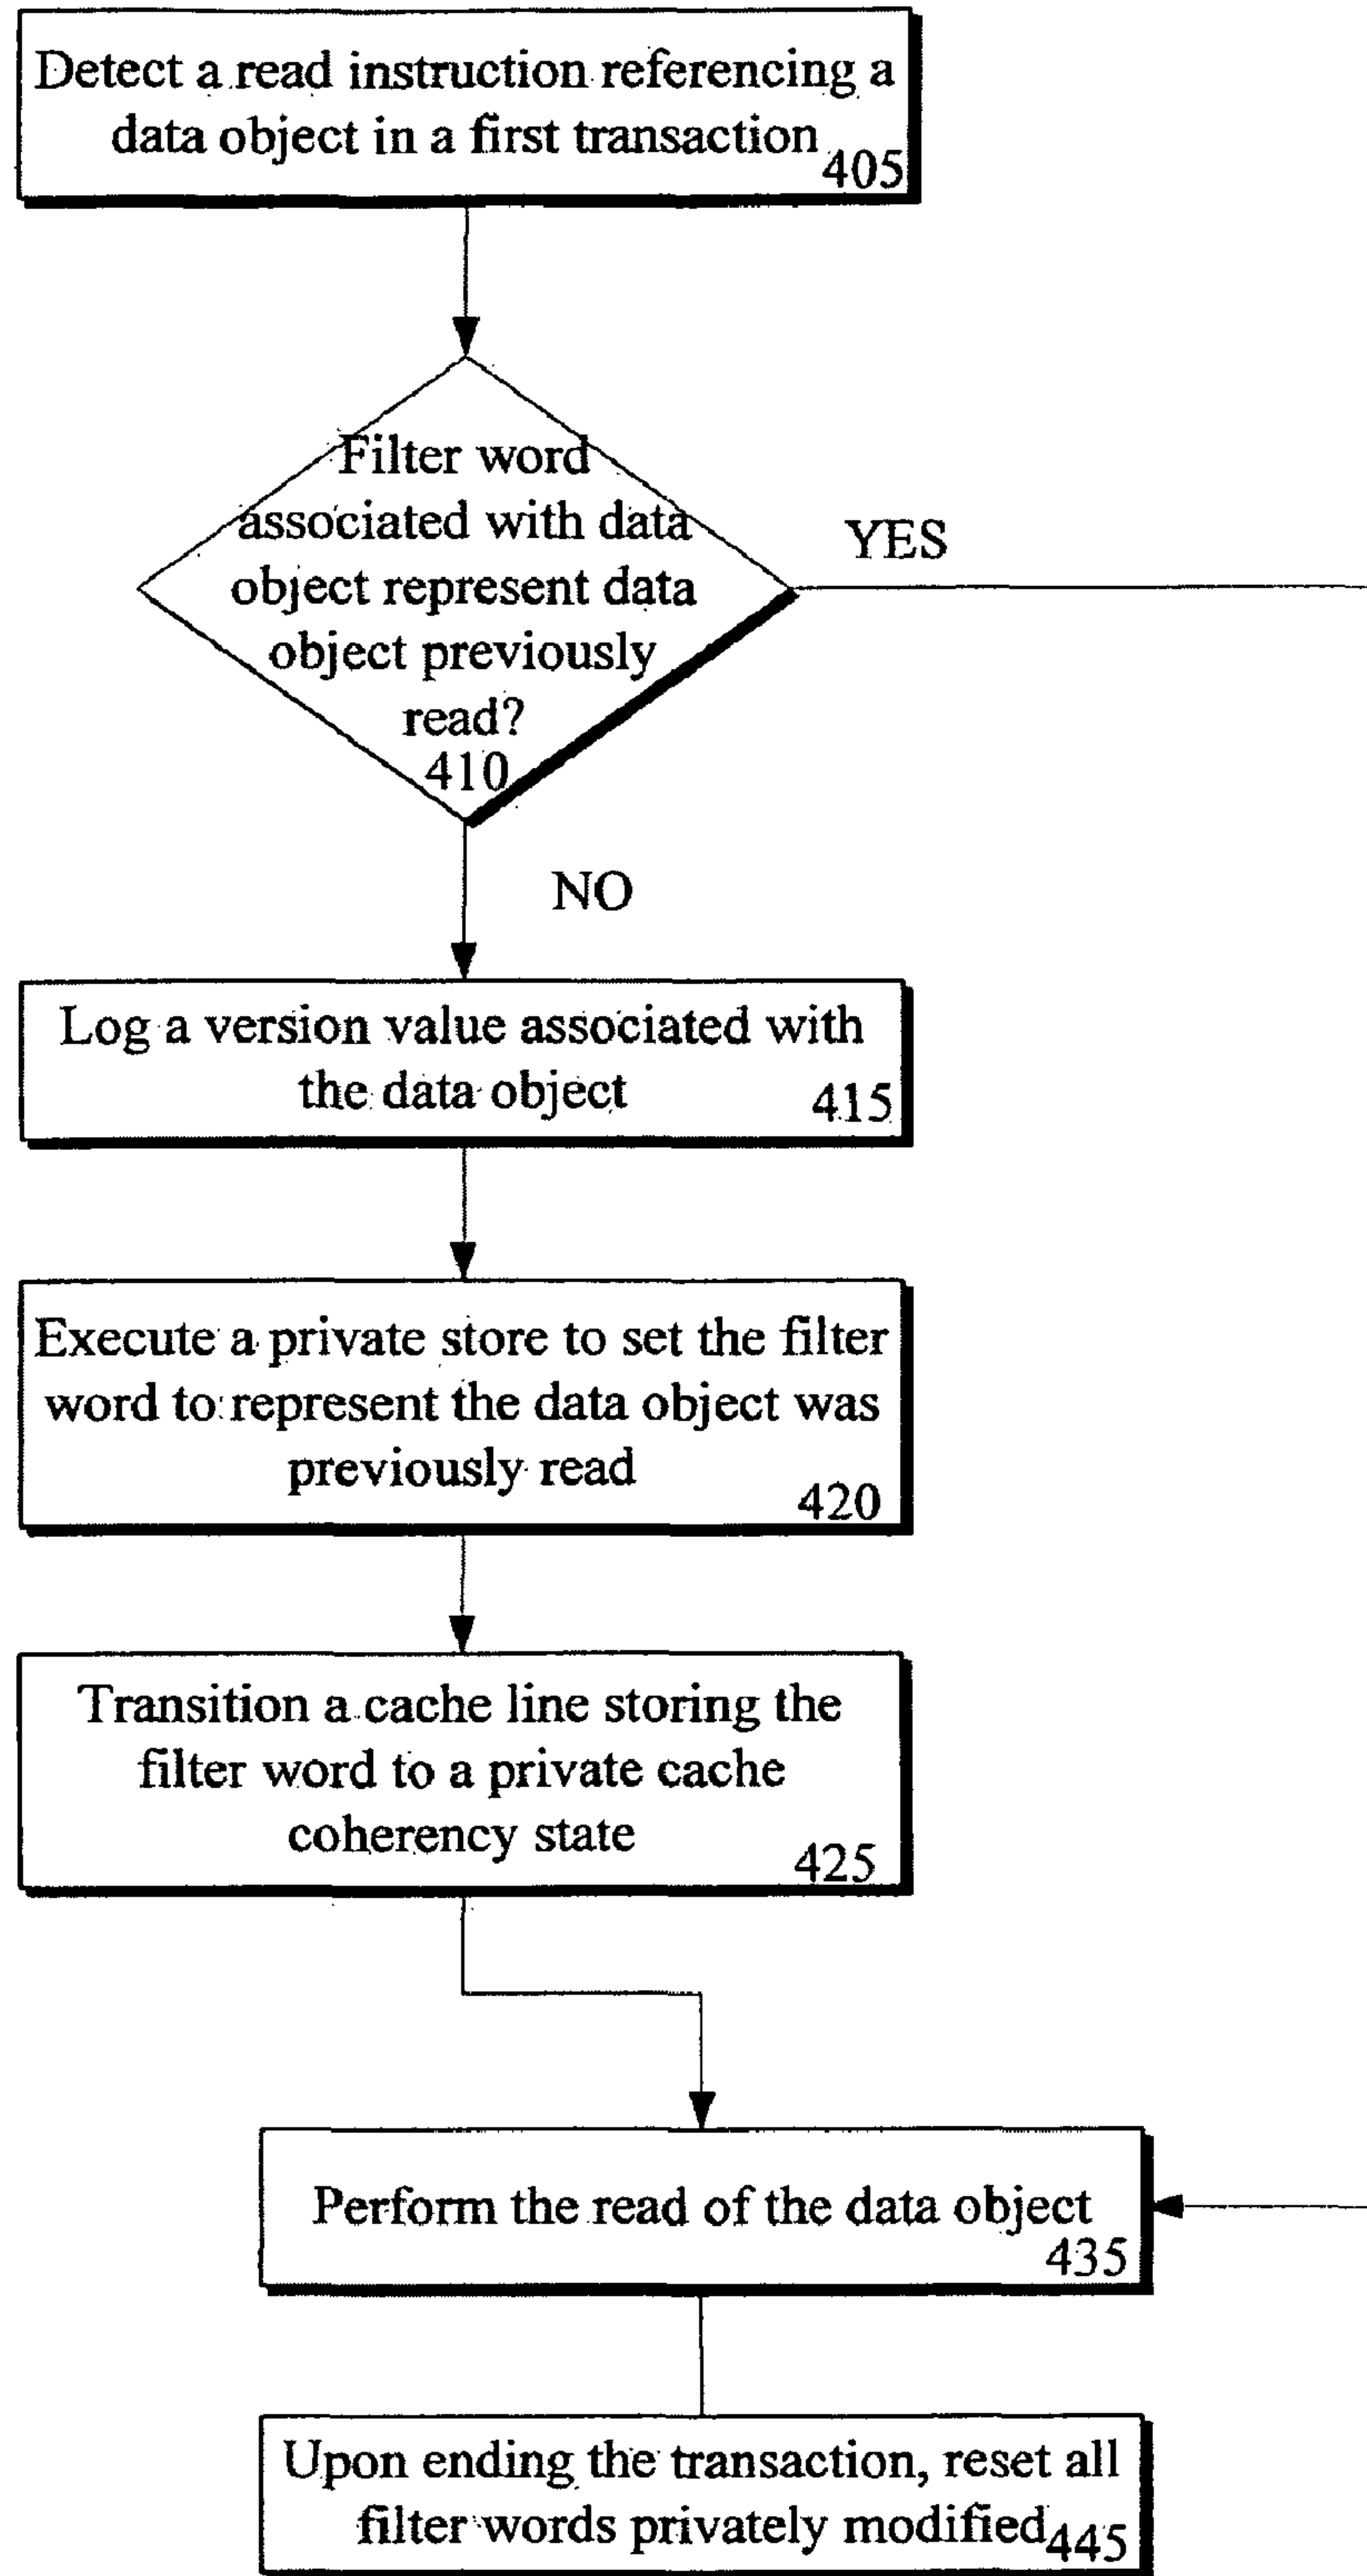 Detect a read instruction referencing a
data object in a first transaction
405
Filter word
associated with data
object represent data
object previously
read?
410
YES
NO
Log a version value associated with
the data object
415
Execute a private store to set the filter
word to represent the data object was
previously read
420
Transition a cache line storing the
filter word to a private cache
coherency state
425
Perform the read of the data object
435
Upon ending the transaction, reset all
filter words privately modified
445